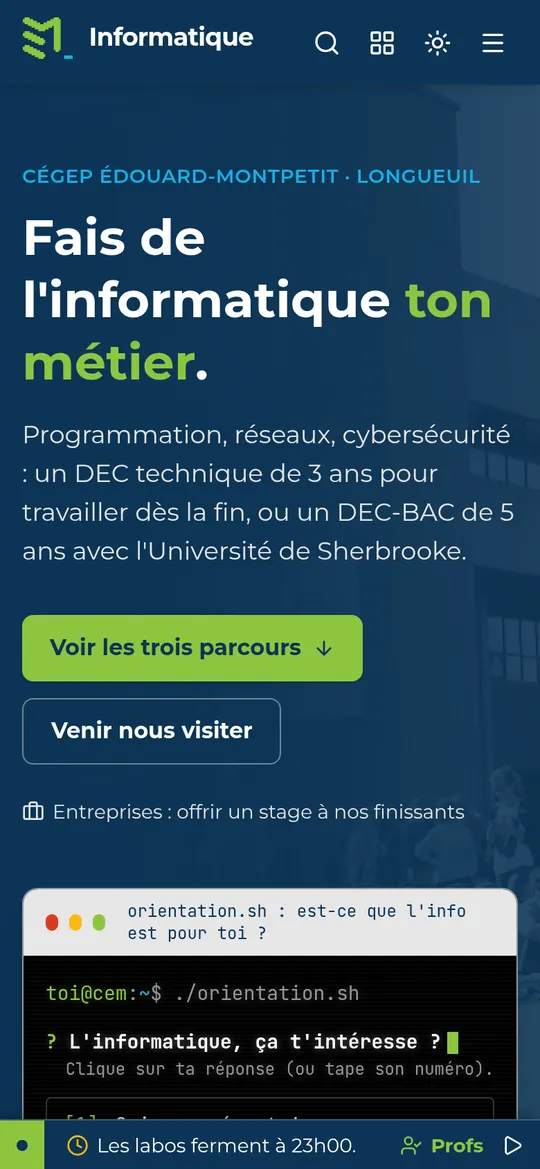 Informatique
CÉGEP ÉDOUARD-MONTPETIT · LONGUEUIL
Fais de
l'informatique ton
métier.
Programmation, réseaux, cybersécurité
: un DEC technique de 3 ans pour
travailler dès la fin, ou un DEC-BAC de 5
ans avec l'Université de Sherbrooke.
Voir les trois parcours ↓
Venir nous visiter
Entreprises : offrir un stage à nos finissants
orientation.sh : est-ce que l'info
est pour toi ?
toi@cem:~$ ./orientation.sh
? L'informatique, ça t'intéresse ?
Clique sur ta réponse (ou tape son numéro).
Les labos ferment à 23h00.
Profs